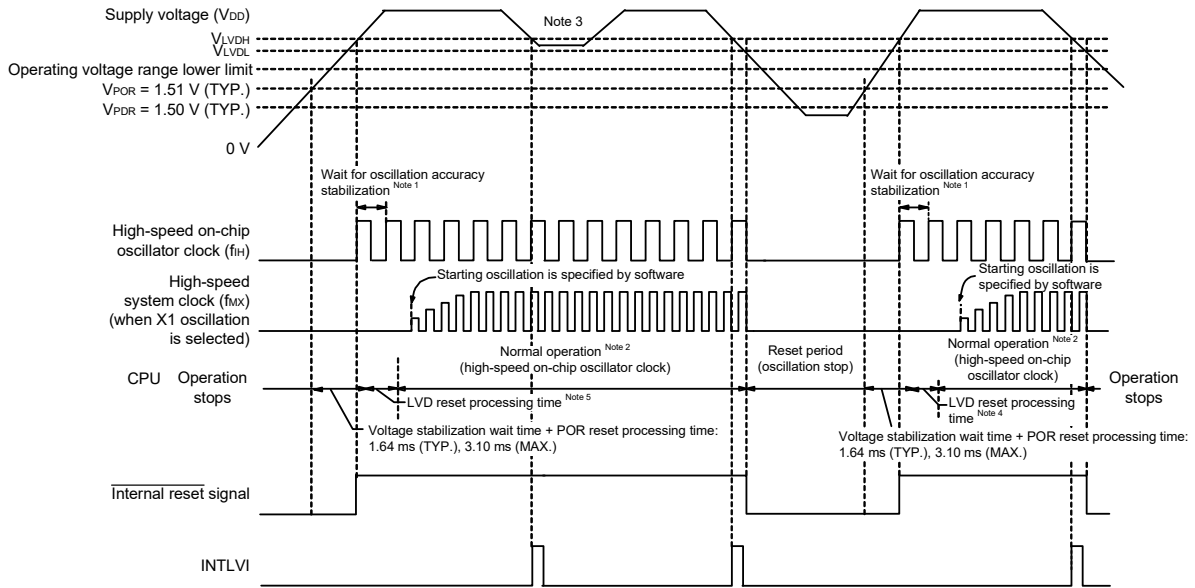 Supply voltage (VDD)
Note 3
VLVDH
VLVDL
Operating voltage range lower limit
VPOR = 1.51 V (TYP.)
VPDR = 1.50 V (TYP.)
0 V
Wait for oscillation accuracy
stabilization Note 1
Wait for oscillation accuracy
stabilization Note 1
High-speed on-chip
oscillator clock (fIH)
Starting oscillation is specified by software
Starting oscillation is
specified by software
High-speed
system clock (fMX)
(when X1 oscillation
is selected)
Normal operation Note 2
(high-speed on-chip oscillator clock)
Reset period
(oscillation stop)
Normal operation Note 2
(high-speed on-chip
oscillator clock)
CPU
Operation
stops
Operation
stops
LVD reset processing time Note 5
LVD reset processing
time Note 4
Voltage stabilization wait time + POR reset processing time:
1.64 ms (TYP.), 3.10 ms (MAX.)
Voltage stabilization wait time + POR reset processing time:
1.64 ms (TYP.), 3.10 ms (MAX.)
Internal reset signal
INTLVI